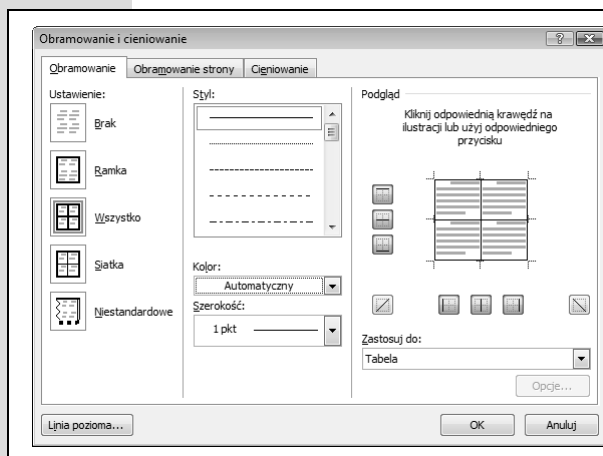 Obramowanie i cieniowanie
Obramowanie
Obramowanie strony
Cieniowanie
Ustawienie:
Brak
Ramka
Wszystko
Siatka
Niestandardowe
Styl:
Kolor:
Automatyczny
Szerokość:
1 pkt
Podgląd
Kliknij odpowiednią krawędź na
ilustracji lub użyj odpowiedniego
przycisku
Zastosuj do:
Tabela
Opcje...
Linia pozioma...
OK
Anuluj